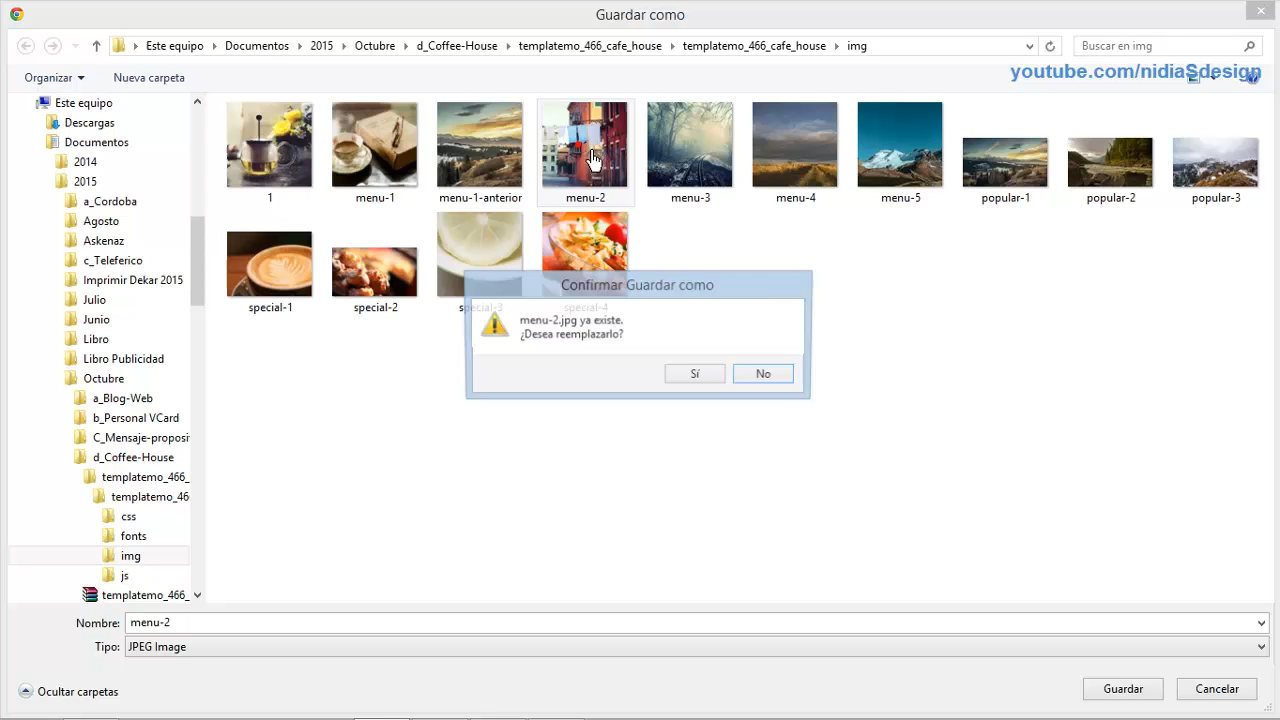 Guardar como
Este equipo
Documentos
2015
Octubre
d_Coffee-House
templatemo_466_cafe_house
templatemo_466_cafe_house
img
Buscar en img
Organizar
Nueva carpeta
youtube.com/nidiaSdesign
Este equipo
Descargas
Documentos
2014
2015
a_Cordoba
Agosto
Askenaz
c_Teleferico
Imprimir Dekar 2015
Julio
Junio
Libro
Libro Publicidad
Octubre
a_Blog-Web
b_Personal VCard
C_Mensaje-proposi
d_Coffee-House
templatemo_466_
templatemo_46
css
fonts
img
js
templatemo_466_
1
menu-1
menu-1-anterior
menu-2
menu-3
menu-4
menu-5
popular-1
popular-2
popular-3
special-1
special-2
special-3
special-4
Confirmar Guardar como
menu-2.jpg ya existe.
¿Desea reemplazarlo?
Sí
No
Nombre: menu-2
Tipo: JPEG Image
Ocultar carpetas
Guardar
Cancelar